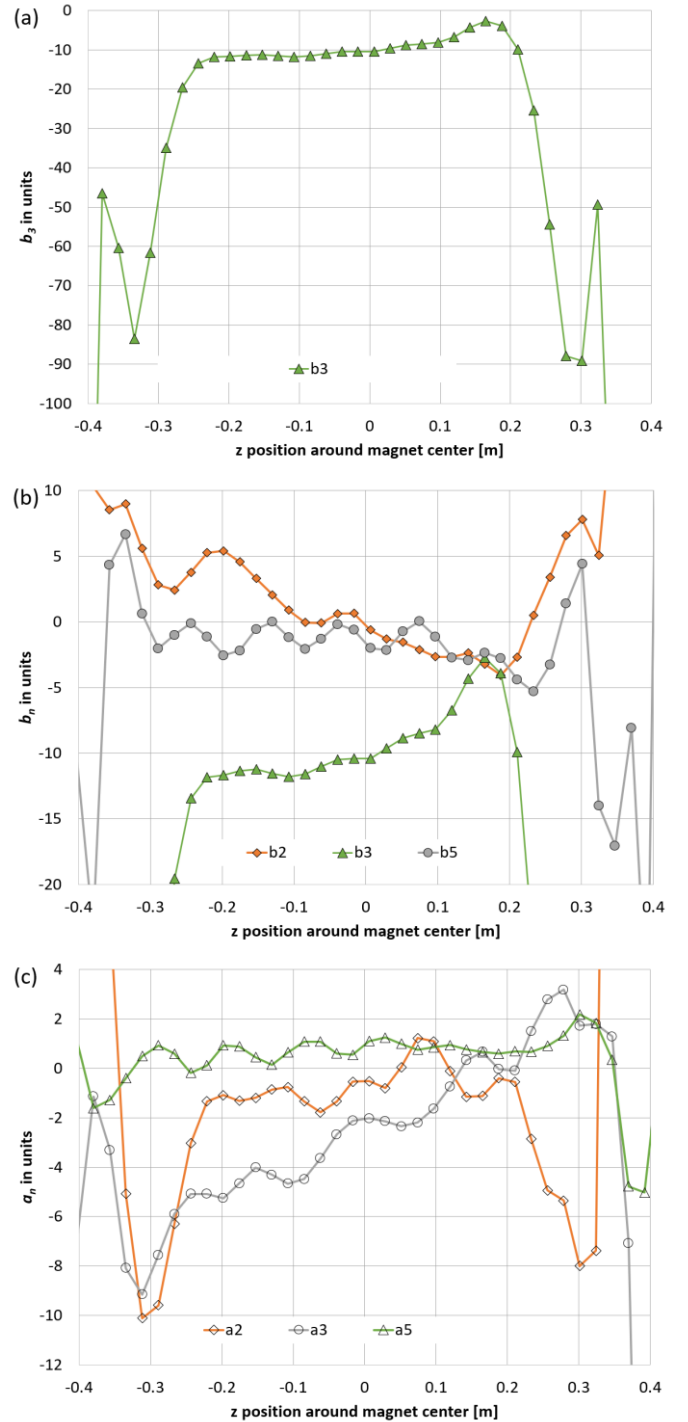 (a)
0
-10
-20
-30
-40
-50
-60
-70
-80
-90
-100
b3 in units
b3
-0.4 -0.3 -0.2 -0.1 0 0.1 0.2 0.3 0.4
z position around magnet center [m]
(b)
10
5
0
-5
-10
-15
-20
bn in units
b2 b3 b5
-0.4 -0.3 -0.2 -0.1 0 0.1 0.2 0.3 0.4
z position around magnet center [m]
(c)
4
2
0
-2
-4
-6
-8
-10
-12
an in units
a2 a3 a5
-0.4 -0.3 -0.2 -0.1 0 0.1 0.2 0.3 0.4
z position around magnet center [m]